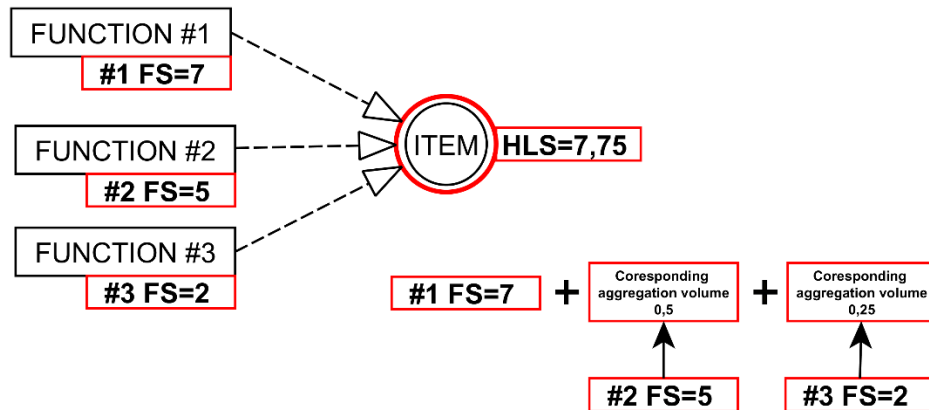 FUNCTION #1
#1 FS=7
FUNCTION #2
#2 FS=5
FUNCTION #3
#3 FS=2
ITEM
HLS=7,75
#1 FS=7
+
Coresponding
aggregation volume
0,5
+
Coresponding
aggregation volume
0,25
#2 FS=5
#3 FS=2